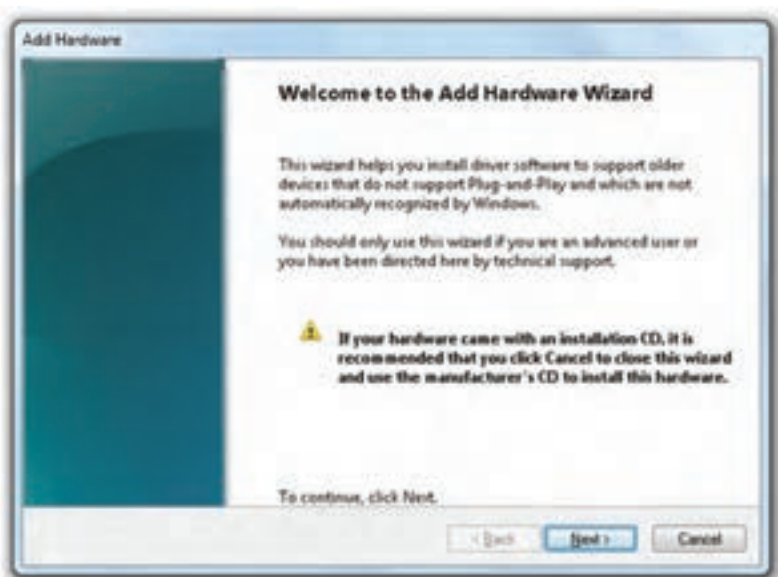 Add Hardware
Welcome to the Add Hardware Wizard
This wizard helps you install driver software to support older
devices that do not support Plug-and-Play and which are not
automatically recognized by Windows.
You should only use this wizard if you are an advanced user or
you have been directed here by technical support.
If your hardware came with an installation CD, it is
recommended that you click Cancel to close this wizard
and use the manufacturer's CD to install this hardware.
To continue, click Next.
< Back Next > Cancel